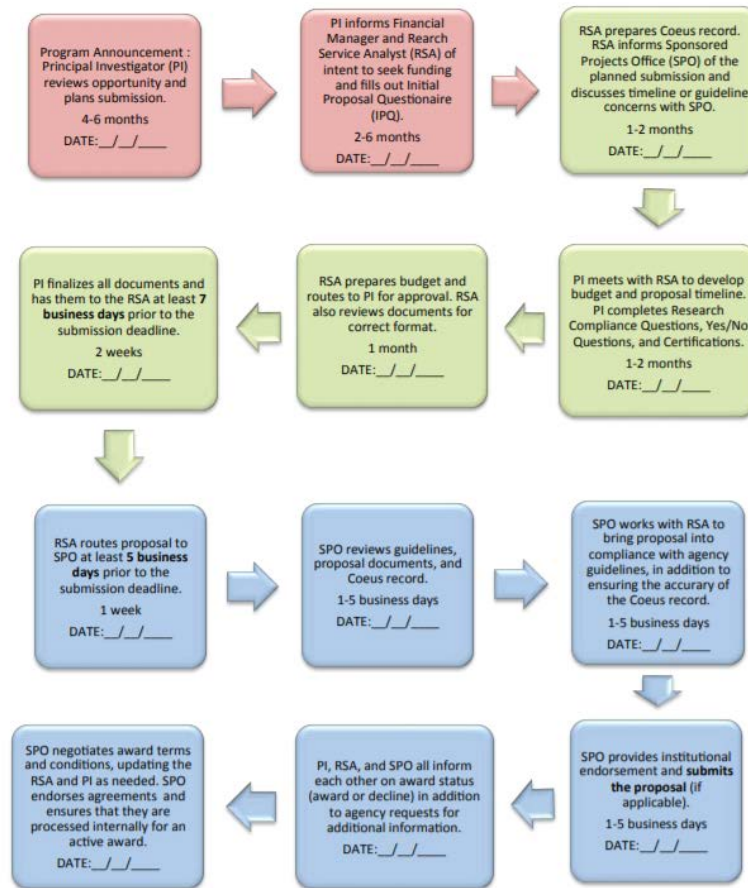 Program Announcement :
Principal Investigator (PI)
reviews opportunity and
plans submission.
4-6 months
DATE:__/__/____
PI informs Financial
Manager and Rearch
Service Analyst (RSA) of
intent to seek funding
and fills out Initial
Proposal Questionaire
(IPQ).
2-6 months
DATE:__/__/____
RSA prepares Coeus record.
RSA informs Sponsored
Projects Office (SPO) of the
planned submission and
discusses timeline or guideline
concerns with SPO.
1-2 months
DATE:__/__/____
PI meets with RSA to develop
budget and proposal timeline.
PI completes Research
Compliance Questions, Yes/No
Questions, and Certifications.
1-2 months
DATE:__/__/____
RSA prepares budget and
routes to PI for approval. RSA
also reviews documents for
correct format.
1 month
DATE:__/__/____
PI finalizes all documents and
has them to the RSA at least 7
business days prior to the
submission deadline.
2 weeks
DATE:__/__/____
RSA routes proposal to
SPO at least 5 business
days prior to the
submission deadline.
1 week
DATE:__/__/____
SPO reviews guidelines,
proposal documents, and
Coeus record.
1-5 business days
DATE:__/__/____
SPO works with RSA to
bring proposal into
compliance with agency
guidelines, in addition to
ensuring the accurary of
the Coeus record.
1-5 business days
DATE:__/__/____
SPO provides institutional
endorsement and submits
the proposal (if
applicable).
1-5 business days
DATE:__/__/____
PI, RSA, and SPO all inform
each other on award status
(award or decline) in addition
to agency requests for
additional information.
DATE:__/__/____
SPO negotiates award terms
and conditions, updating the
RSA and PI as needed. SPO
endorses agreements and
ensures that they are
processed internally for an
active award.
DATE:__/__/____